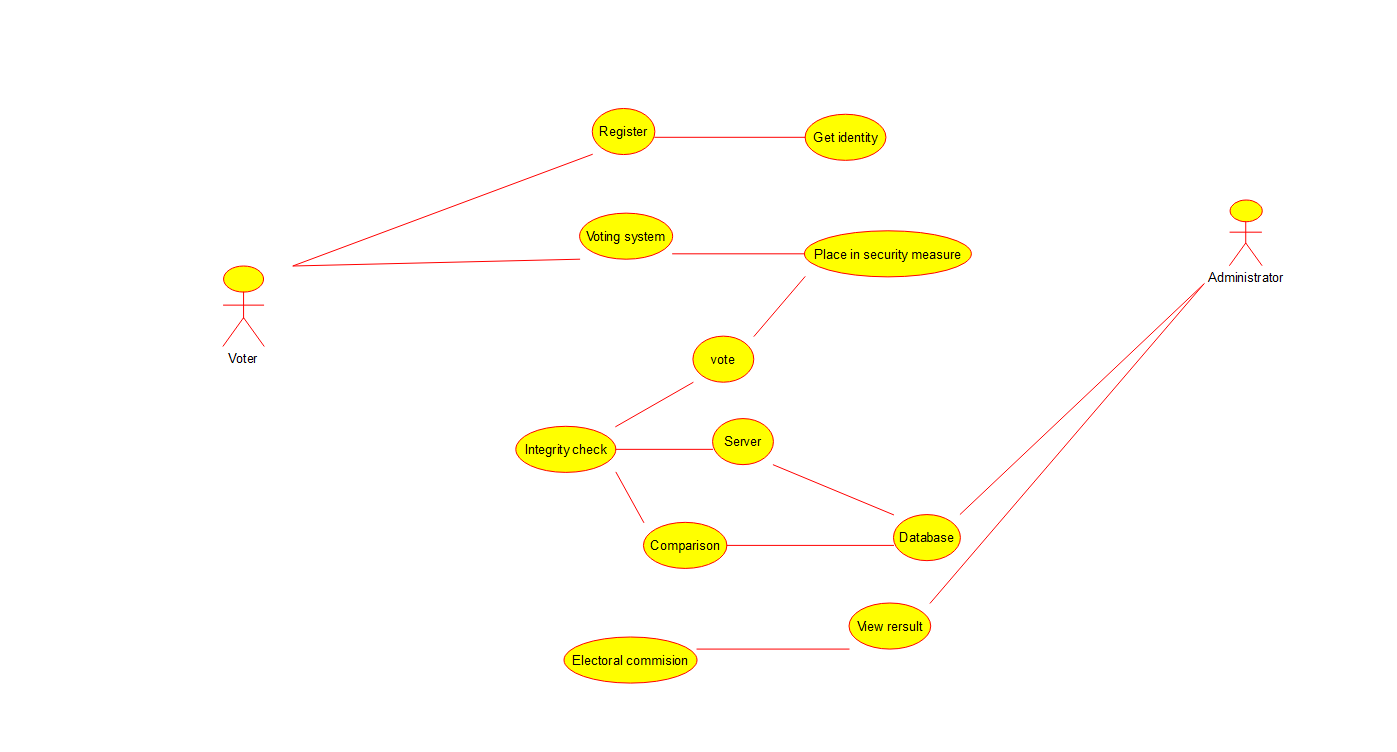 Register
Get identity
Voting system
Place in security measure
Administrator
Voter
vote
Integrity check
Server
Comparison
Database
View rersult
Electoral commision